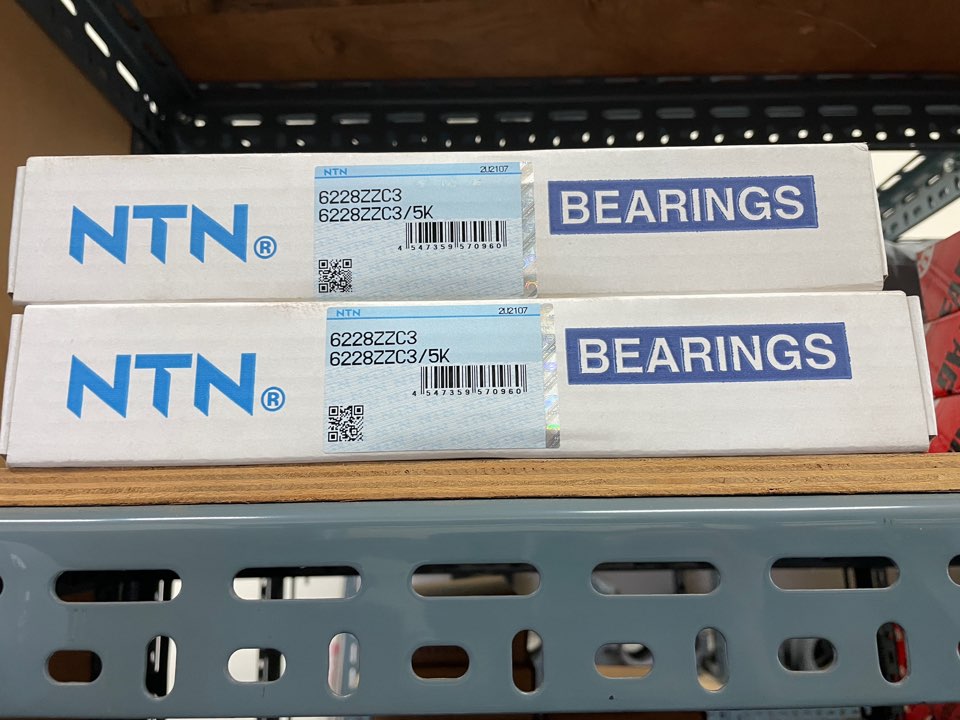 NTN®
NTN 2U2107
6228ZZC3
6228ZZC3/5K
4 547359 570960
BEARINGS
NTN®
NTN 2U2107
6228ZZC3
6228ZZC3/5K
4 547359 570960
BEARINGS